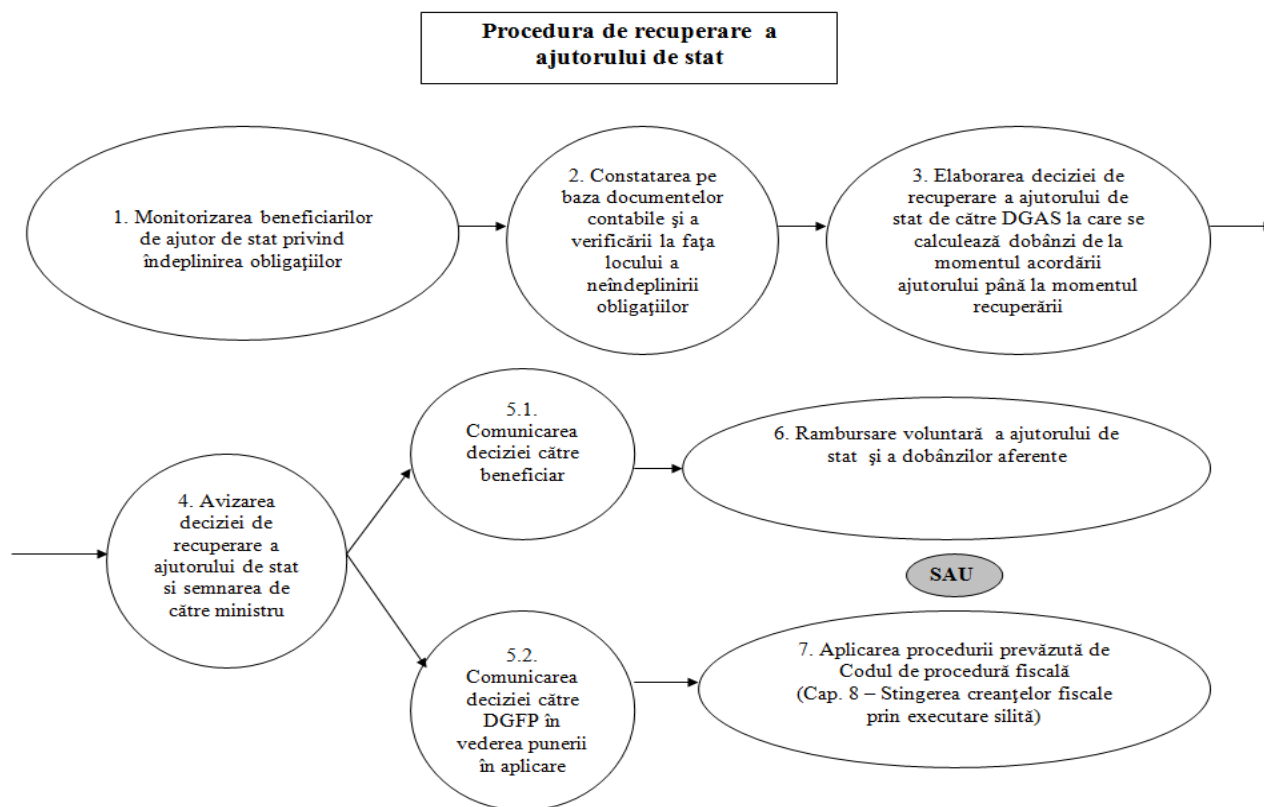 Procedura de recuperare a
ajutorului de stat
1. Monitorizarea beneficiarilor
de ajutor de stat privind
îndeplinirea obligaţiilor
2. Constatarea pe
baza documentelor
contabile şi a
verificării la faţa
locului a
neîndeplinirii
obligaţiilor
3. Elaborarea deciziei de
recuperare a ajutorului de
stat de către DGAS la care se
calculează dobânzi de la
momentul acordării
ajutorului până la momentul
recuperării
4. Avizarea
deciziei de
recuperare a
ajutorului de stat
si semnarea de
către ministru
5.1.
Comunicarea
deciziei către
beneficiar
6. Rambursare voluntară a ajutorului de
stat şi a dobânzilor aferente
SAU
5.2.
Comunicarea
deciziei către
DGFP în
vederea punerii
în aplicare
7. Aplicarea procedurii prevăzută de
Codul de procedură fiscală
(Cap. 8 – Stingerea creanţelor fiscale
prin executare silită)